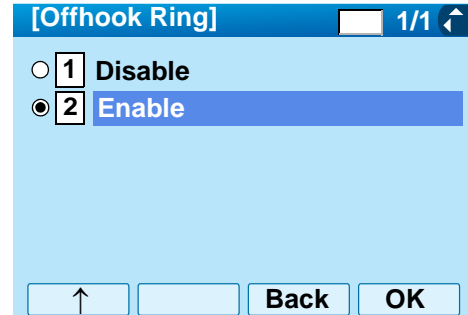 [Offhook Ring] 1/1
1 Disable
2 Enable
↑ Back OK